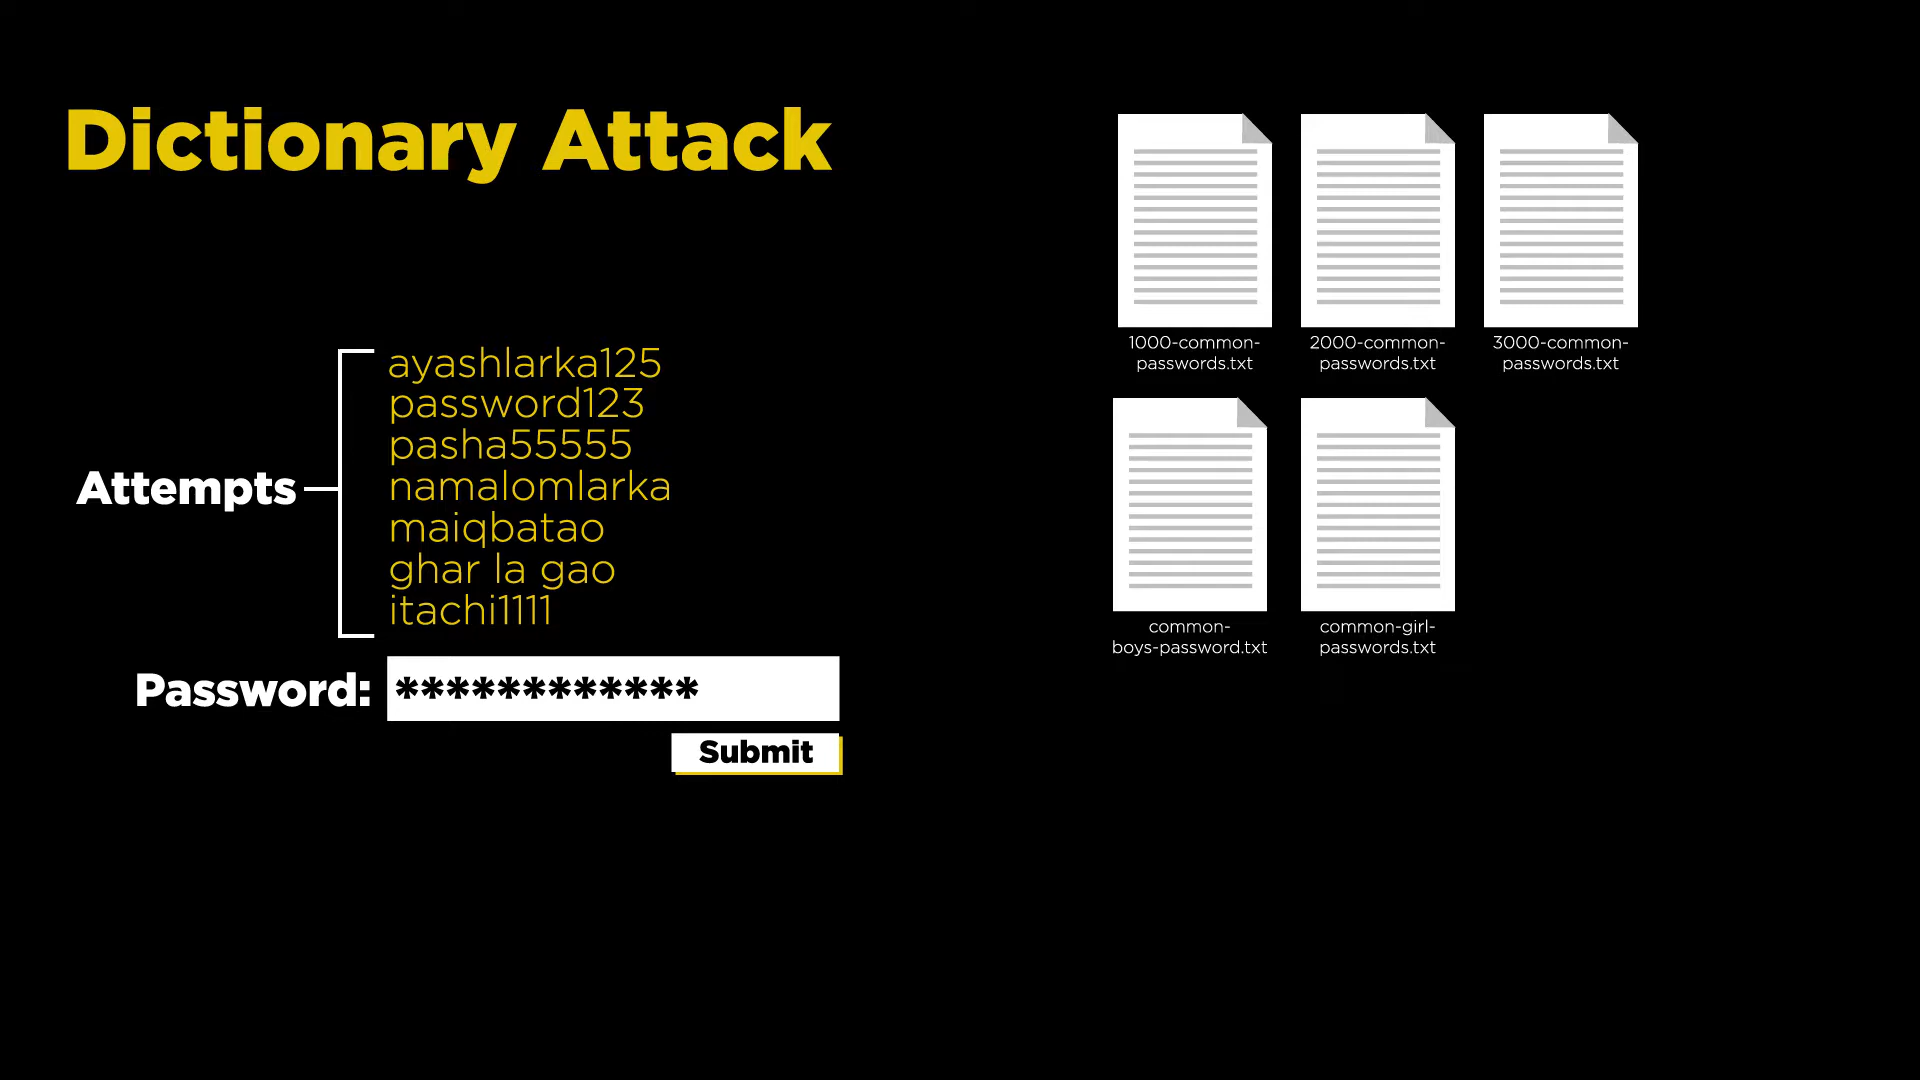 Dictionary Attack
Attempts
ayashlarka125
password123
pasha55555
namalomlarka
maiqbatao
ghar la gao
itachi1111
Password: ************
Submit
1000-common-
passwords.txt
2000-common-
passwords.txt
3000-common-
passwords.txt
common-
boys-password.txt
common-girl-
passwords.txt